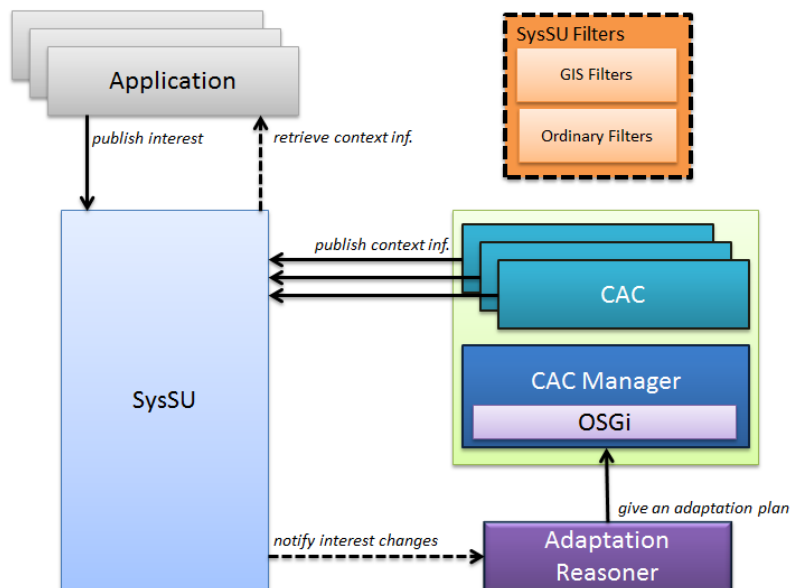 Application
SysSU Filters
GIS Filters
Ordinary Filters
publish interest
retrieve context inf.
publish context inf.
CAC
SysSU
CAC Manager
OSGi
give an adaptation plan
notify interest changes
Adaptation
Reasoner